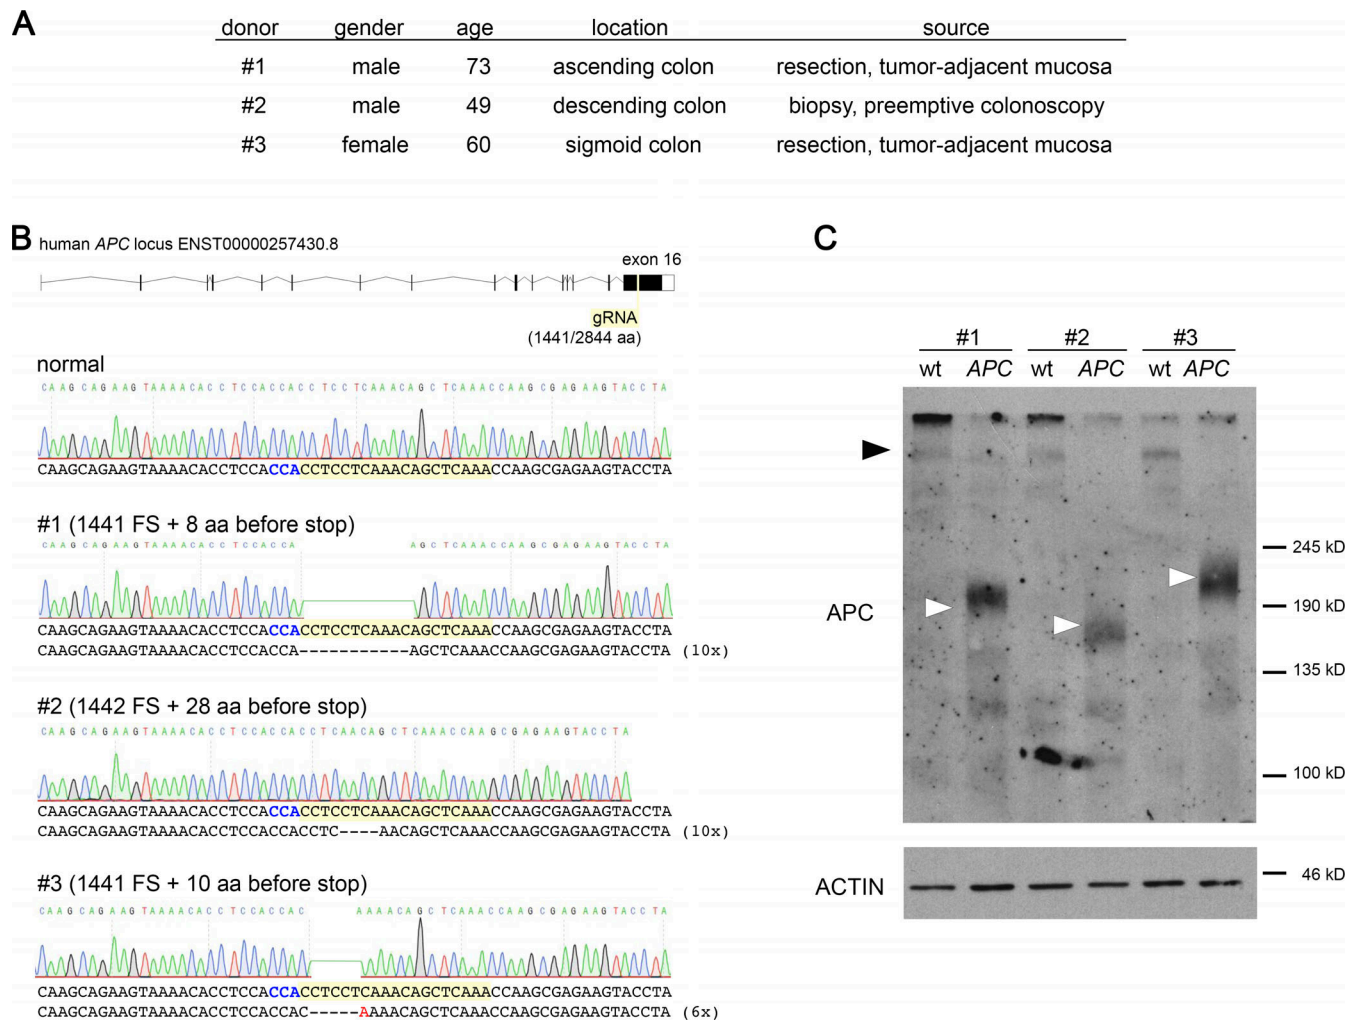 A
donor gender age location source
#1 male 73 ascending colon resection, tumor-adjacent mucosa
#2 male 49 descending colon biopsy, preemptive colonoscopy
#3 female 60 sigmoid colon resection, tumor-adjacent mucosa
B human APC locus ENST00000257430.8
exon 16
gRNA
(1441/2844 aa)
normal
CAAGCAGAAGTAAAACACCTCCACCACCTCCTCAAACAGCTCAAACCAAGCGAGAAGTACCTA
CAAGCAGAAGTAAAACACCTCCACCACCTCCTCAAACAGCTCAAACCAAGCGAGAAGTACCTA
#1 (1441 FS + 8 aa before stop)
CAAGCAGAAGTAAAACACCTCCACCA AGCTCAAACCAAGCGAGAAGTACCTA
CAAGCAGAAGTAAAACACCTCCACCACCTCCTCAAACAGCTCAAACCAAGCGAGAAGTACCTA
CAAGCAGAAGTAAAACACCTCCACCA-----------AGCTCAAACCAAGCGAGAAGTACCTA (10x)
#2 (1442 FS + 28 aa before stop)
CAAGCAGAAGTAAAACACCTCCACCACCTCAACAGCTCAAACCAAGCGAGAAGTACCTA
CAAGCAGAAGTAAAACACCTCCACCACCTCCTCAAACAGCTCAAACCAAGCGAGAAGTACCTA
CAAGCAGAAGTAAAACACCTCCACCACCTC----AACAGCTCAAACCAAGCGAGAAGTACCTA (10x)
#3 (1441 FS + 10 aa before stop)
CAAGCAGAAGTAAAACACCTCCACCAC AAAACAGCTCAAACCAAGCGAGAAGTACCTA
CAAGCAGAAGTAAAACACCTCCACCACCTCCTCAAACAGCTCAAACCAAGCGAGAAGTACCTA
CAAGCAGAAGTAAAACACCTCCACCAC-----AAAACAGCTCAAACCAAGCGAGAAGTACCTA (6x)
C
#1 #2 #3
wt APC wt APC wt APC
245 kD
190 kD
APC
135 kD
100 kD
46 kD
ACTIN